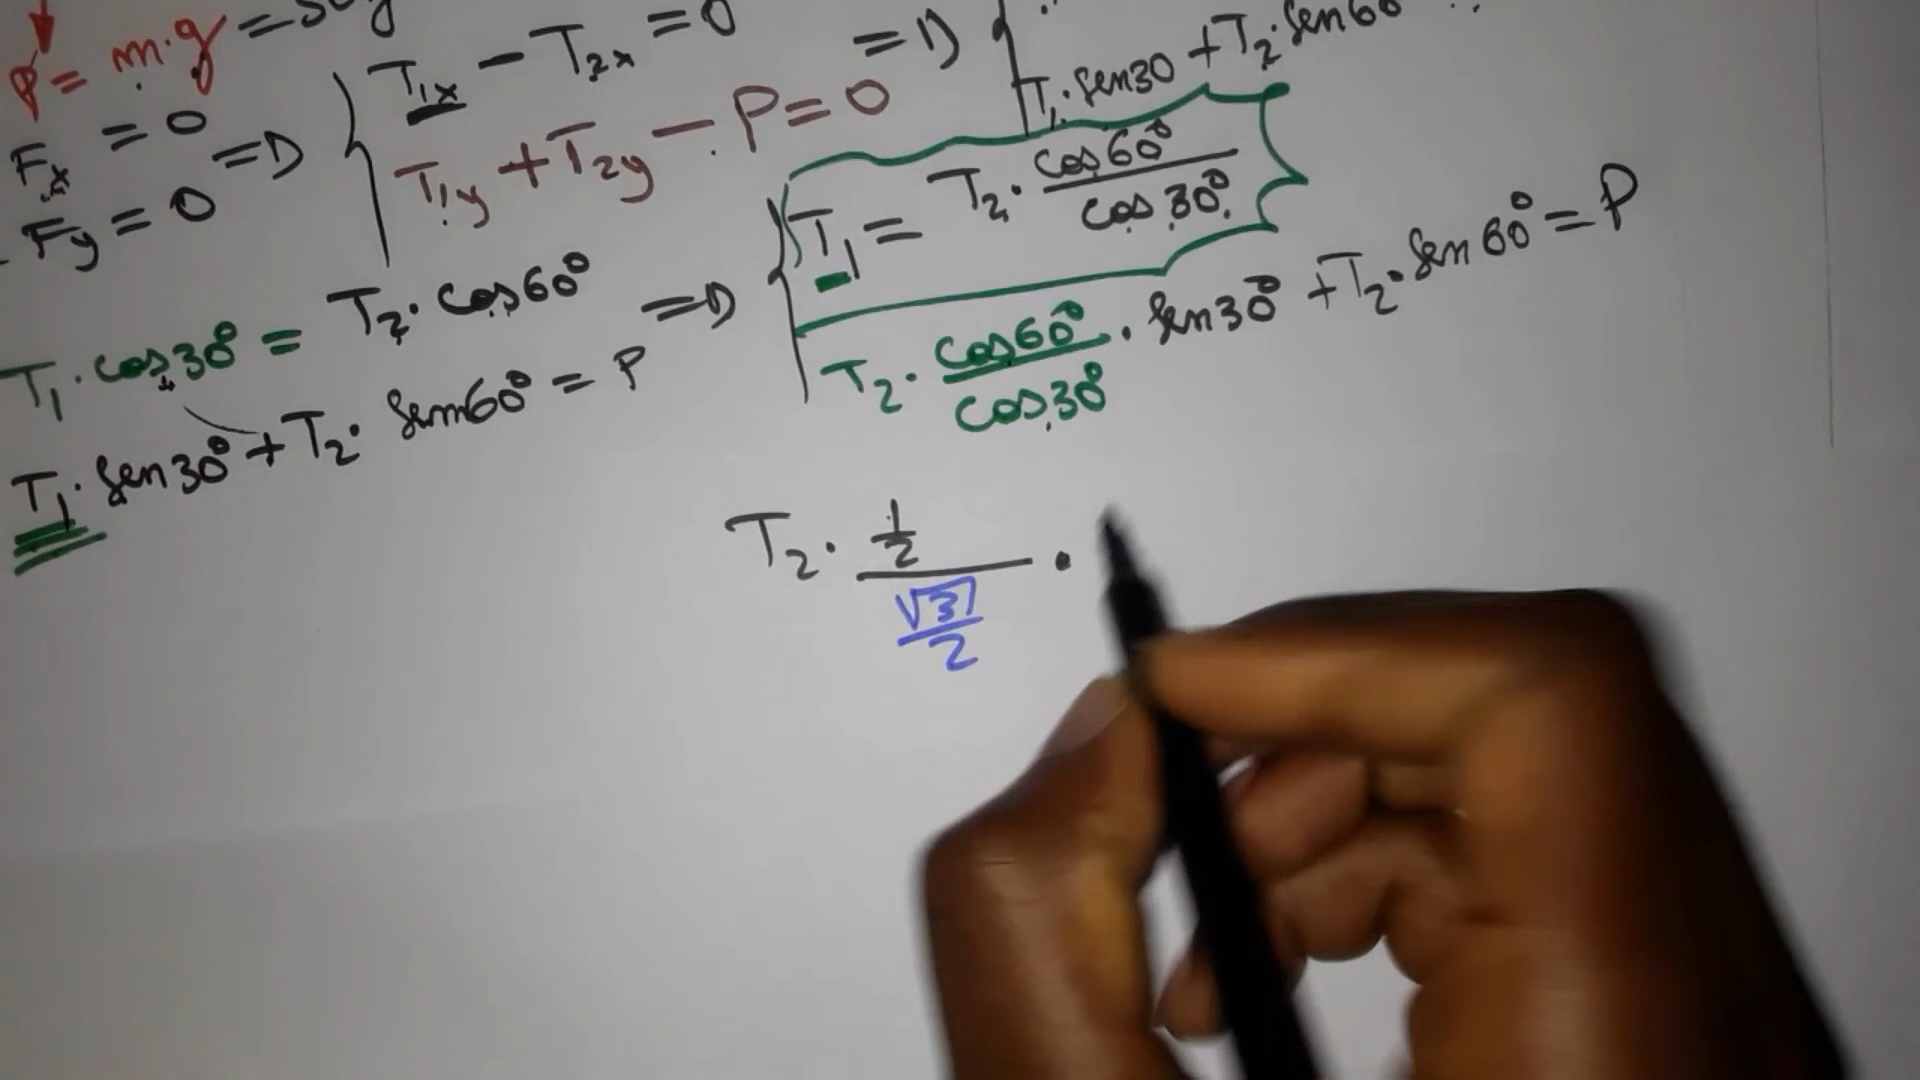 P = m.g =
T₁ₓ - T₂ₓ = 0 =>
T₁.sen30 + T₂.sen60
Fₓ = 0
Fy = 0 =>
T₁y + T₂y - P = 0
T₁ = T₂.cos60°/cos30°
T₁.cos30° = T₂.cos60°
T₁.sen30° + T₂.sen60° = P =>
T₂.cos60°/cos30°.sen30° + T₂.sen60° = P
T₂.(1/2)/(√3/2).